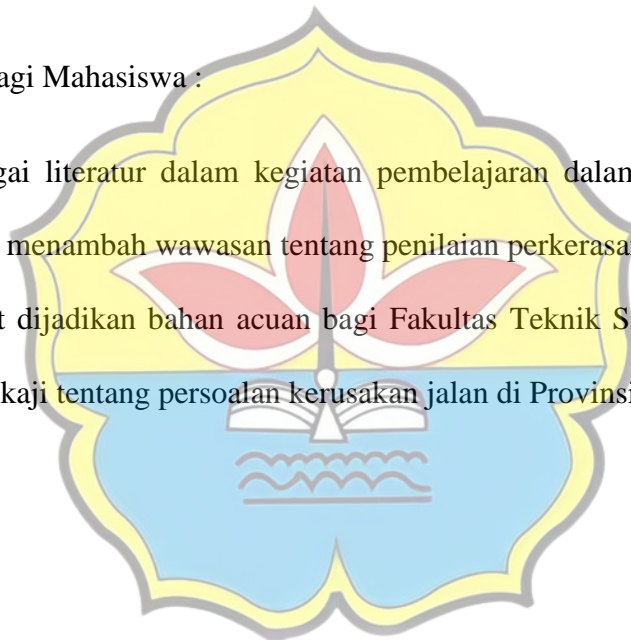 agi Mahasiswa :
gai literatur dalam kegiatan pembelajaran dalam
menambah wawasan tentang penilaian perkerasa
t dijadikan bahan acuan bagi Fakultas Teknik S
kaji tentang persoalan kerusakan jalan di Provinsi